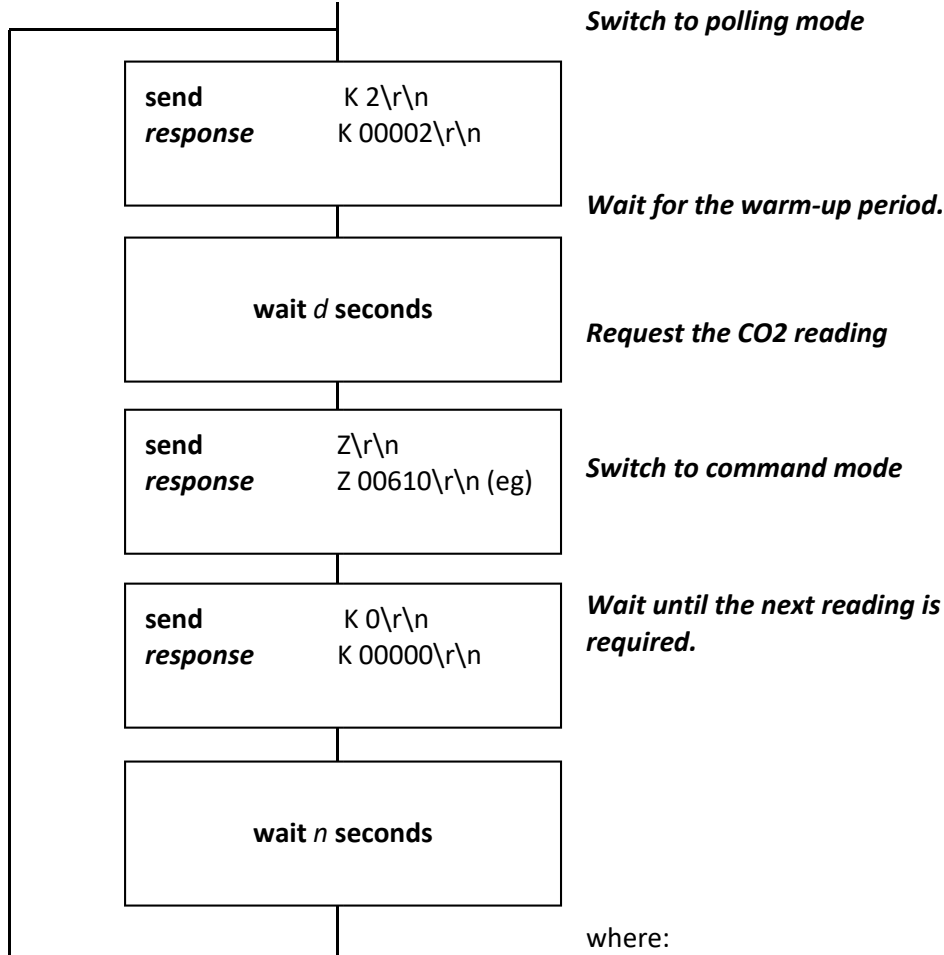 Switch to polling mode
send K 2\r\n
response K 00002\r\n
Wait for the warm-up period.
wait d seconds
Request the CO2 reading
send Z\r\n
response Z 00610\r\n (eg)
Switch to command mode
send K 0\r\n
response K 00000\r\n
Wait until the next reading is
required.
wait n seconds
where: